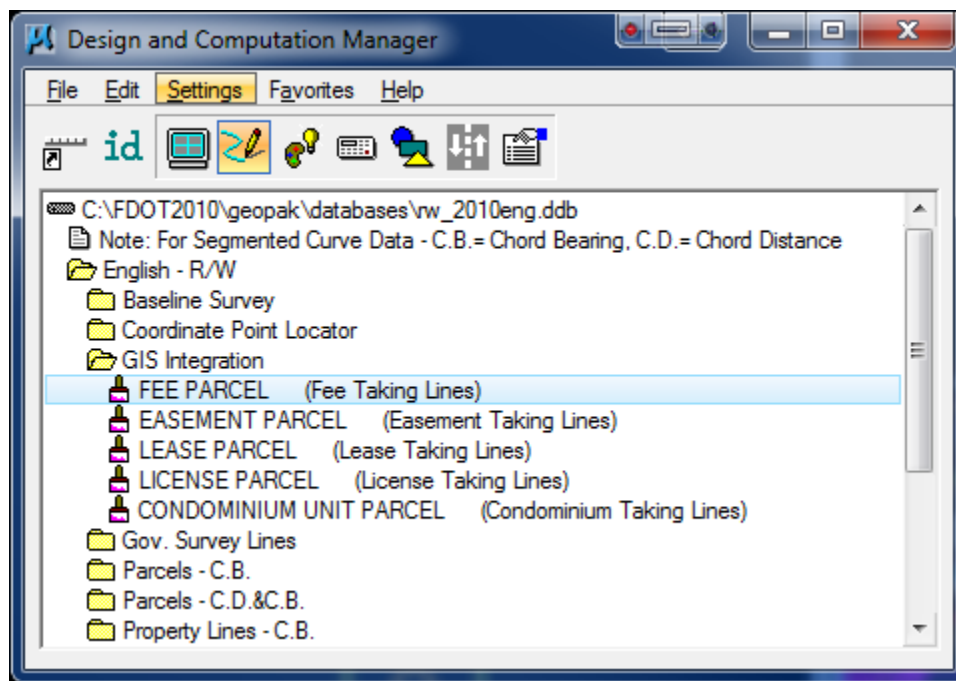 Design and Computation Manager
File Edit Settings Favorites Help
id
C:\FDOT2010\geopak\databases\rw_2010eng.ddb
Note: For Segmented Curve Data - C.B.= Chord Bearing, C.D.= Chord Distance
English - R/W
Baseline Survey
Coordinate Point Locator
GIS Integration
FEE PARCEL (Fee Taking Lines)
EASEMENT PARCEL (Easement Taking Lines)
LEASE PARCEL (Lease Taking Lines)
LICENSE PARCEL (License Taking Lines)
CONDOMINIUM UNIT PARCEL (Condominium Taking Lines)
Gov. Survey Lines
Parcels - C.B.
Parcels - C.D.&C.B.
Property Lines - C.B.